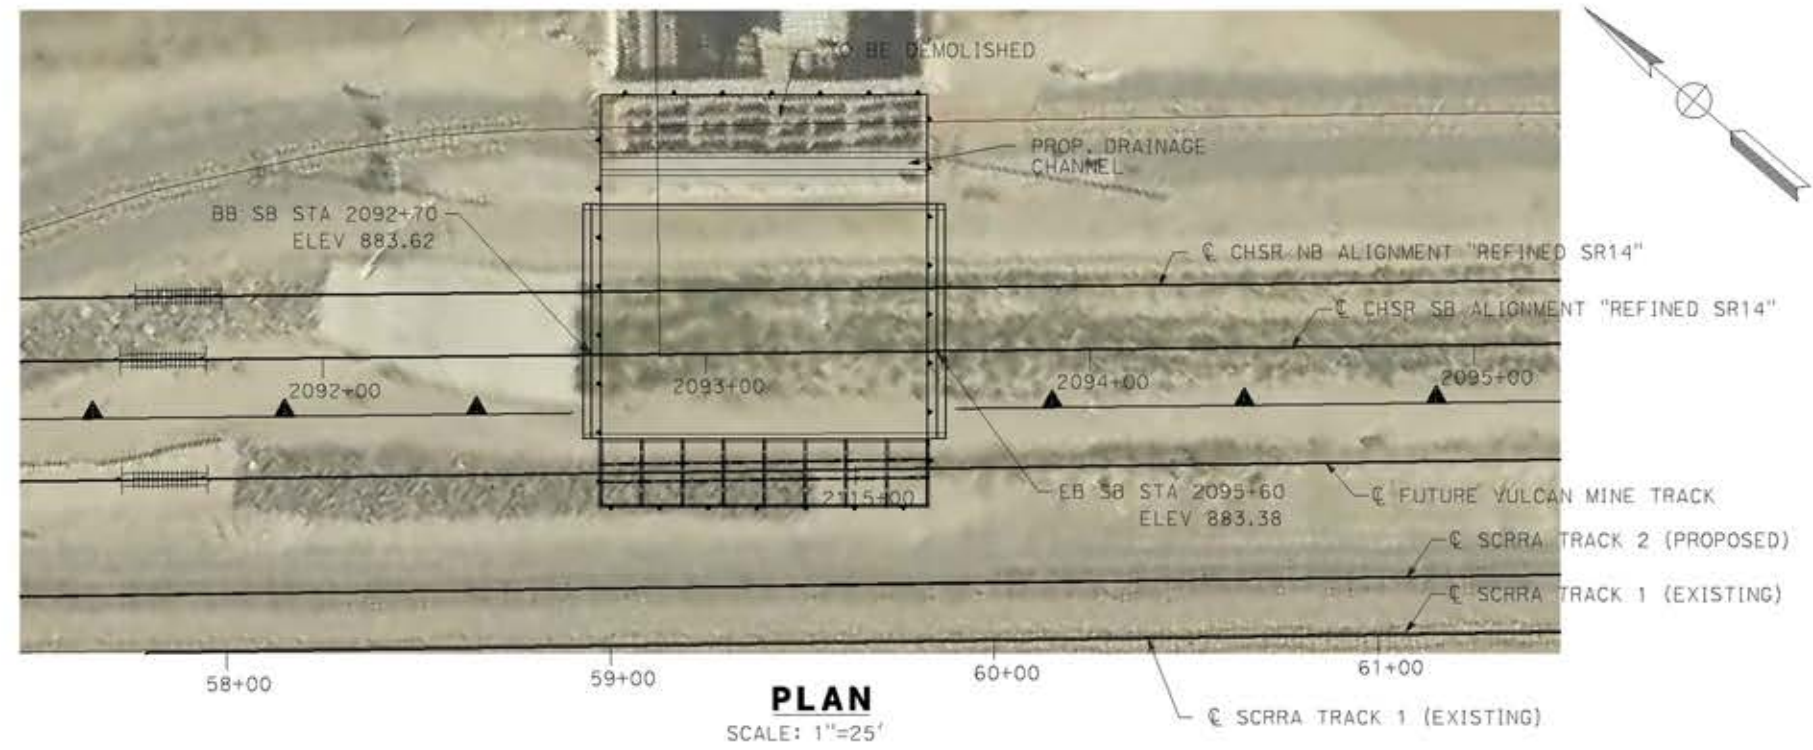 TO BE DEMOLISHED
PROP. DRAINAGE
CHANNEL
BB SB STA 2092+70
ELEV 883.62
℄ CHSR NB ALIGNMENT "REFINED SR14"
℄ CHSR SB ALIGNMENT "REFINED SR14"
2092+00
2093+00
2094+00
2095+00
2115+00
EB SB STA 2095+60
ELEV 883.38
℄ FUTURE VULCAN MINE TRACK
℄ SCRRA TRACK 2 (PROPOSED)
℄ SCRRA TRACK 1 (EXISTING)
58+00
59+00
60+00
61+00
PLAN
SCALE: 1"=25'
℄ SCRRA TRACK 1 (EXISTING)